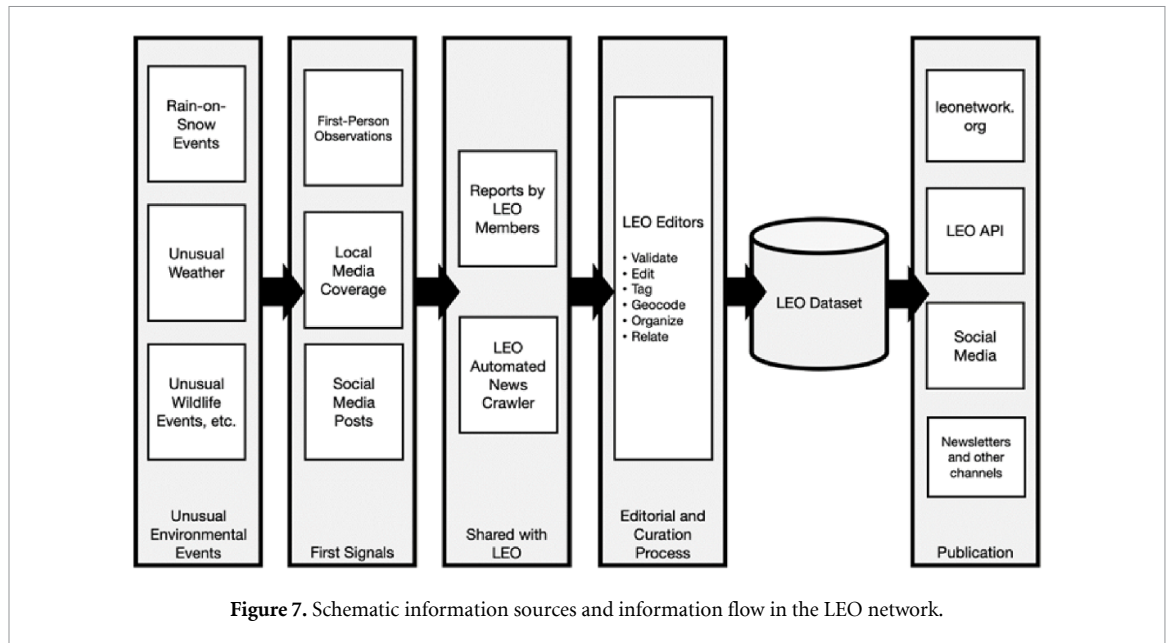 Rain-on-
Snow
Events
Unusual
Weather
Unusual
Wildlife
Events, etc.
Unusual
Environmental
Events
First-Person
Observations
Local
Media
Coverage
Social
Media
Posts
First Signals
Reports by
LEO
Members
LEO
Automated
News
Crawler
Shared with
LEO
LEO Editors
• Validate
• Edit
• Tag
• Geocode
• Organize
• Relate
Editorial and
Curation
Process
LEO Dataset
leonetwork.
org
LEO API
Social
Media
Newsletters
and other
channels
Publication
Figure 7. Schematic information sources and information flow in the LEO network.